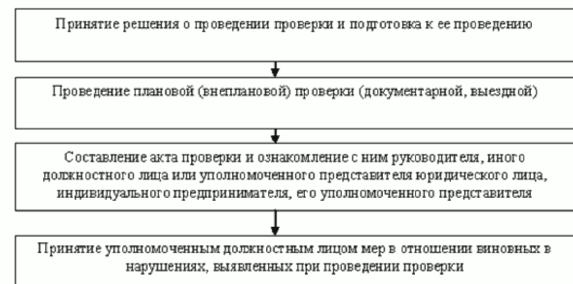 Принятие решения о проведении проверки и подготовка к ее проведению
Проведение плановой (внеплановой) проверки (документарной, выездной)
Составление акта проверки и ознакомление с ним руководителя, иного
должностного лица или уполномоченного представителя юридического лица,
индивидуального предпринимателя, его уполномоченного представителя
Принятие уполномоченным должностным лицом мер в отношении виновных в
нарушениях, выявленных при проведении проверки